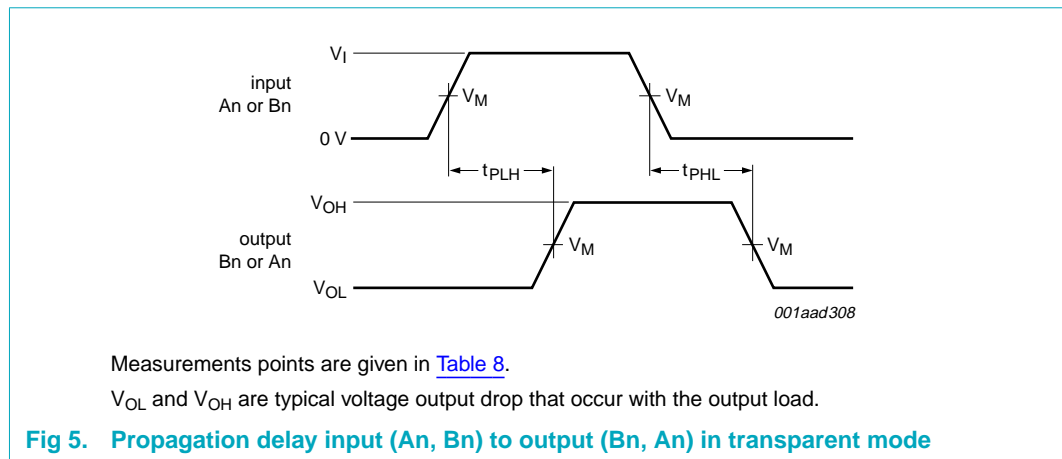 VI
input
An or Bn
VM
VM
0 V
tPLH
tPHL
VOH
output
Bn or An
VM
VM
VOL
001aad308
Measurements points are given in Table 8.
VOL and VOH are typical voltage output drop that occur with the output load.
Fig 5. Propagation delay input (An, Bn) to output (Bn, An) in transparent mode